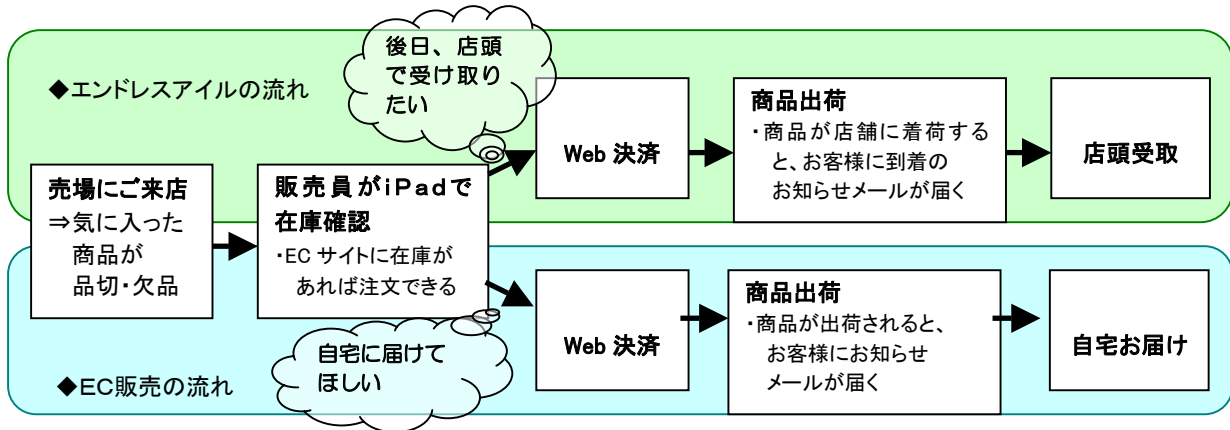 ◆エンドレスアイルの流れ
後日、店頭
で受け取り
たい
売場にご来店
⇒気に入った
商品が
品切・欠品
販売員がiPadで
在庫確認
・ECサイトに在庫が
あれば注文できる
Web 決済
商品出荷
・商品が店舗に着荷する
と、お客様に到着の
お知らせメールが届く
店頭受取
◆EC販売の流れ
自宅に届けて
ほしい
Web 決済
商品出荷
・商品が出荷されると、
お客様にお知らせ
メールが届く
自宅お届け